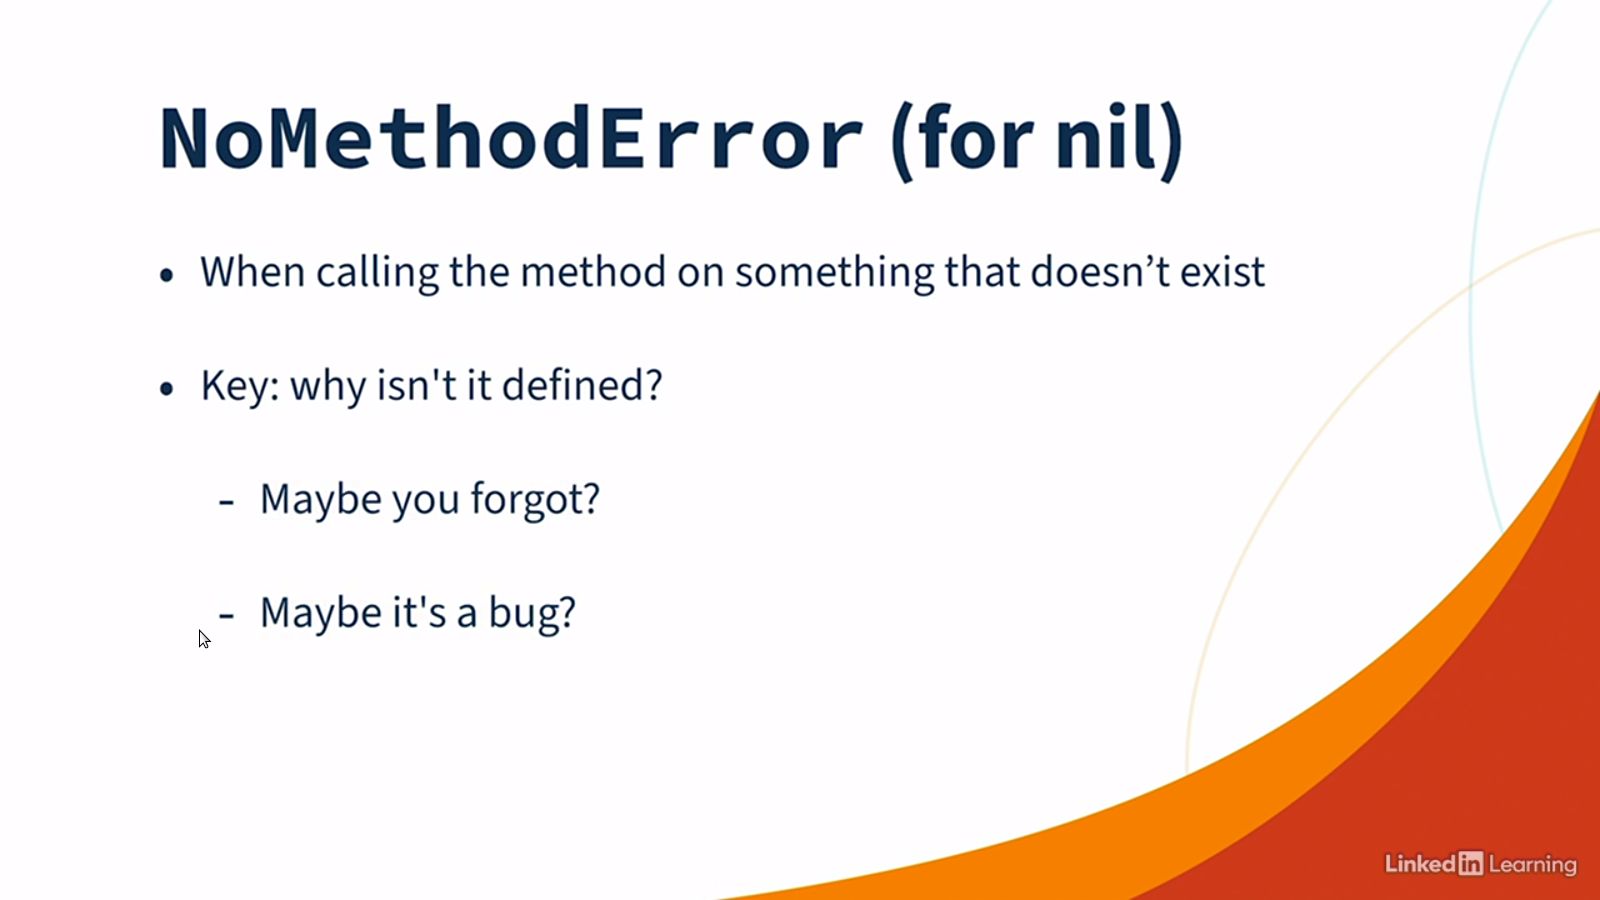 NoMethodError (for nil)
• When calling the method on something that doesn’t exist
• Key: why isn't it defined?
- Maybe you forgot?
- Maybe it's a bug?
Linked in Learning